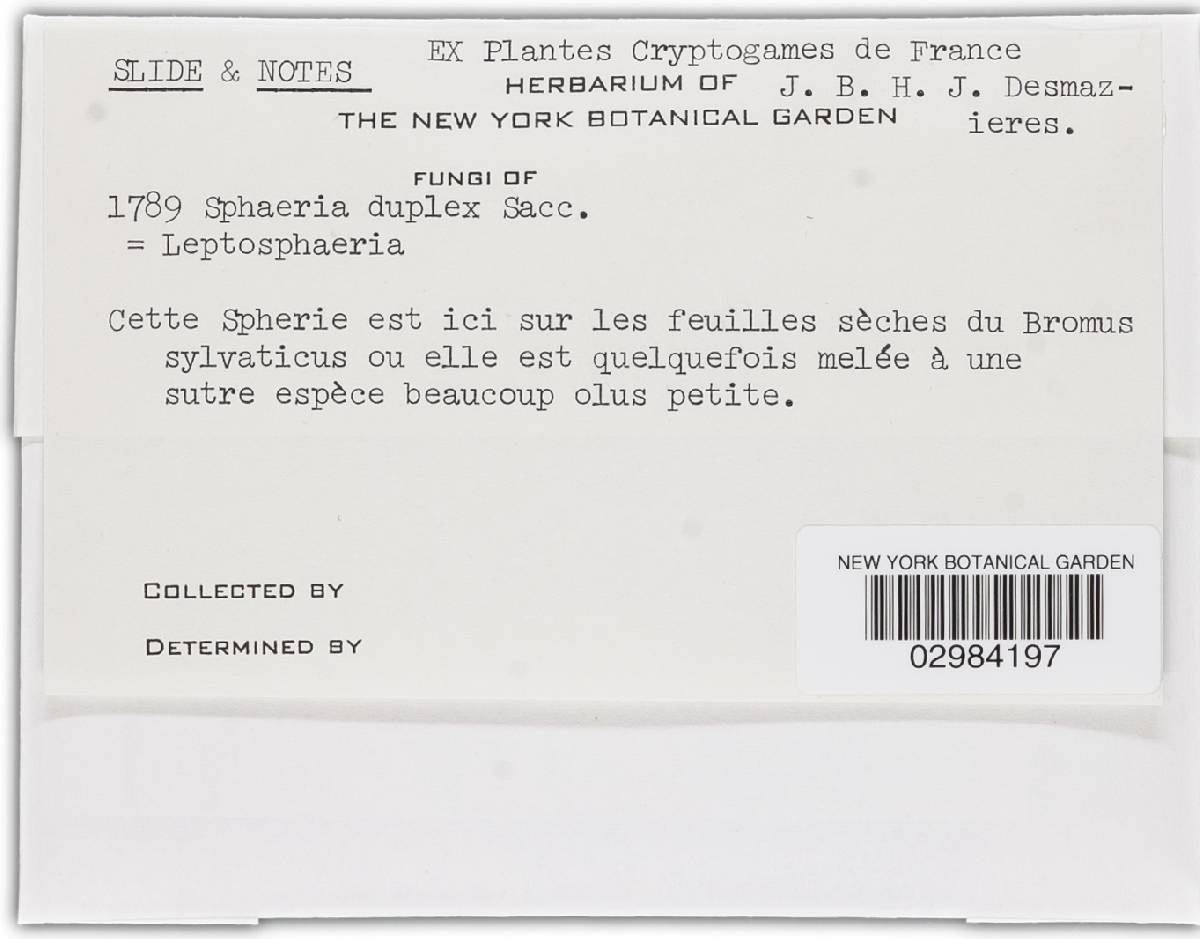 EX Plantes Cryptogames de France
SLIDE & NOTES
HERBARIUM OF J. B. H. J. Desmaz-
THE NEW YORK BOTANICAL GARDEN ieres.
FUNGI OF
1789 Sphaeria duplex Sacc.
= Leptosphaeria
Cette Spherie est ici sur les feuilles sèches du Bromus
sylvaticus ou elle est quelquefois melée à une
sutre espèce beaucoup olus petite.
COLLECTED BY
DETERMINED BY
NEW YORK BOTANICAL GARDEN
02984197